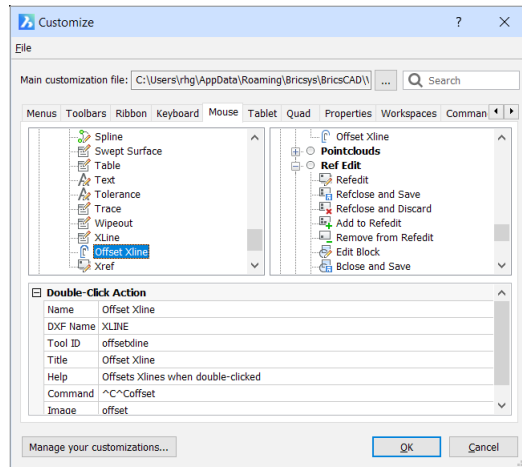 Customize
? ×
File
Main customization file: C:\Users\rhg\AppData\Roaming\Bricsys\BricsCAD\\ ... Search
Menus Toolbars Ribbon Keyboard Mouse Tablet Quad Properties Workspaces Comman
Spline
Swept Surface
Table
Text
Tolerance
Trace
Wipeout
XLine
Offset Xline
Xref
Offset Xline
Pointclouds
Ref Edit
Refedit
Refclose and Save
Refclose and Discard
Add to Refedit
Remove from Refedit
Edit Block
Bclose and Save
Double-Click Action
Name Offset Xline
DXF Name XLINE
Tool ID offsetxline
Title Offset Xline
Help Offsets Xlines when double-clicked
Command ^C^Coffset
Image offset
Manage your customizations... OK Cancel